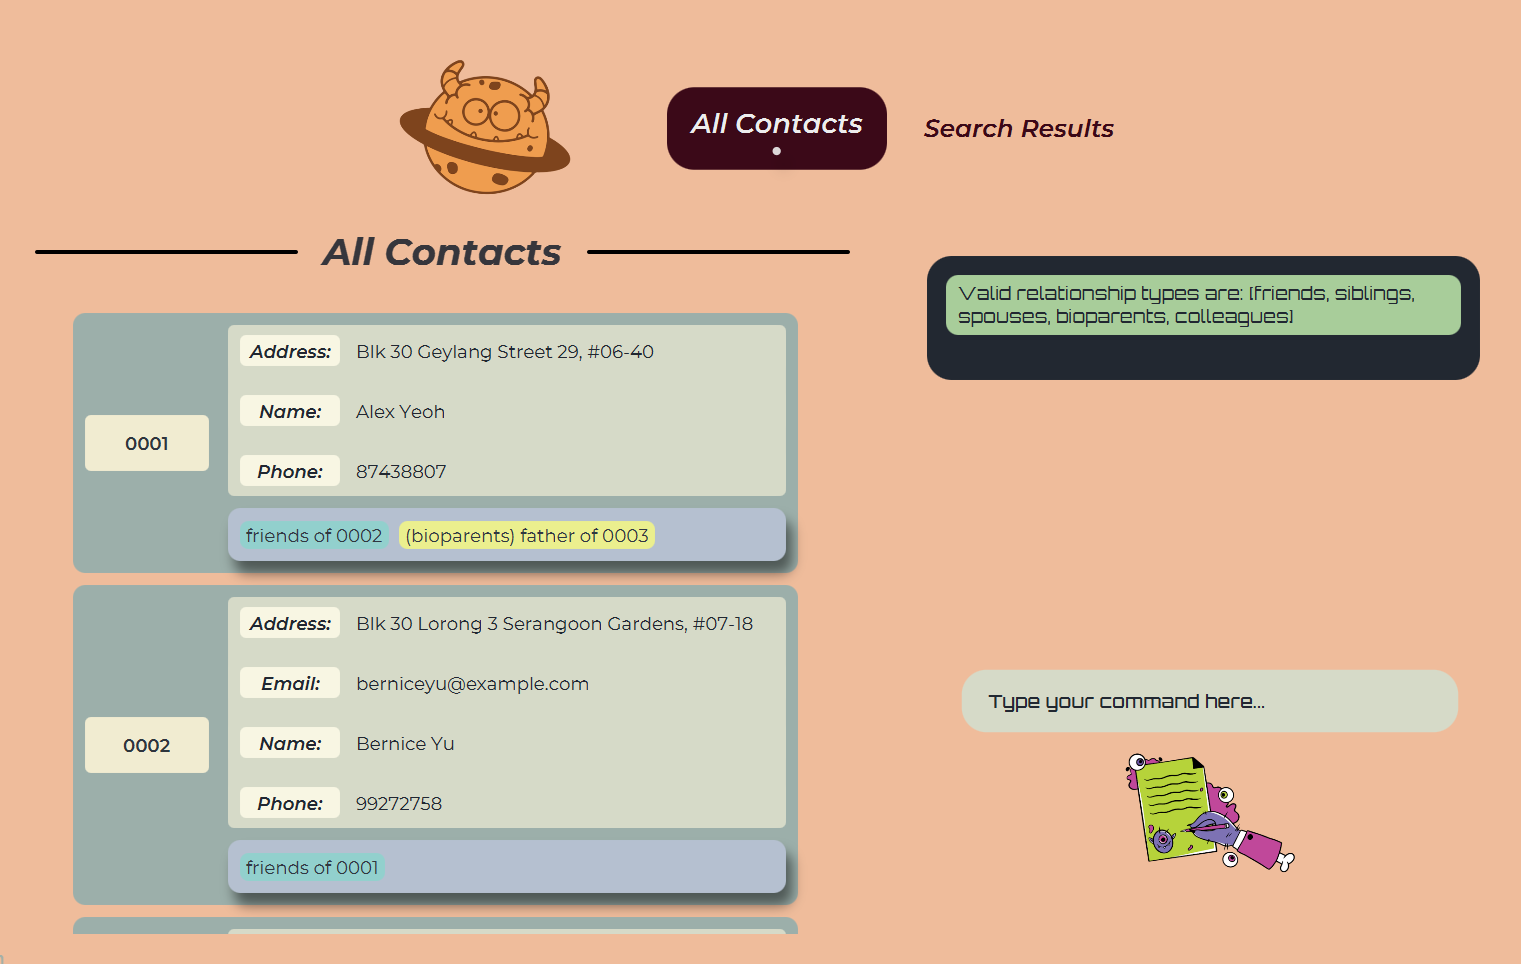 All Contacts
Search Results
All Contacts
0001
Address: Blk 30 Geylang Street 29, #06-40
Name: Alex Yeoh
Phone: 87438807
friends of 0002 (bioparents) father of 0003
0002
Address: Blk 30 Lorong 3 Serangoon Gardens, #07-18
Email: berniceyu@example.com
Name: Bernice Yu
Phone: 99272758
friends of 0001
Valid relationship types are: [friends, siblings,
spouses, bioparents, colleagues]
Type your command here...